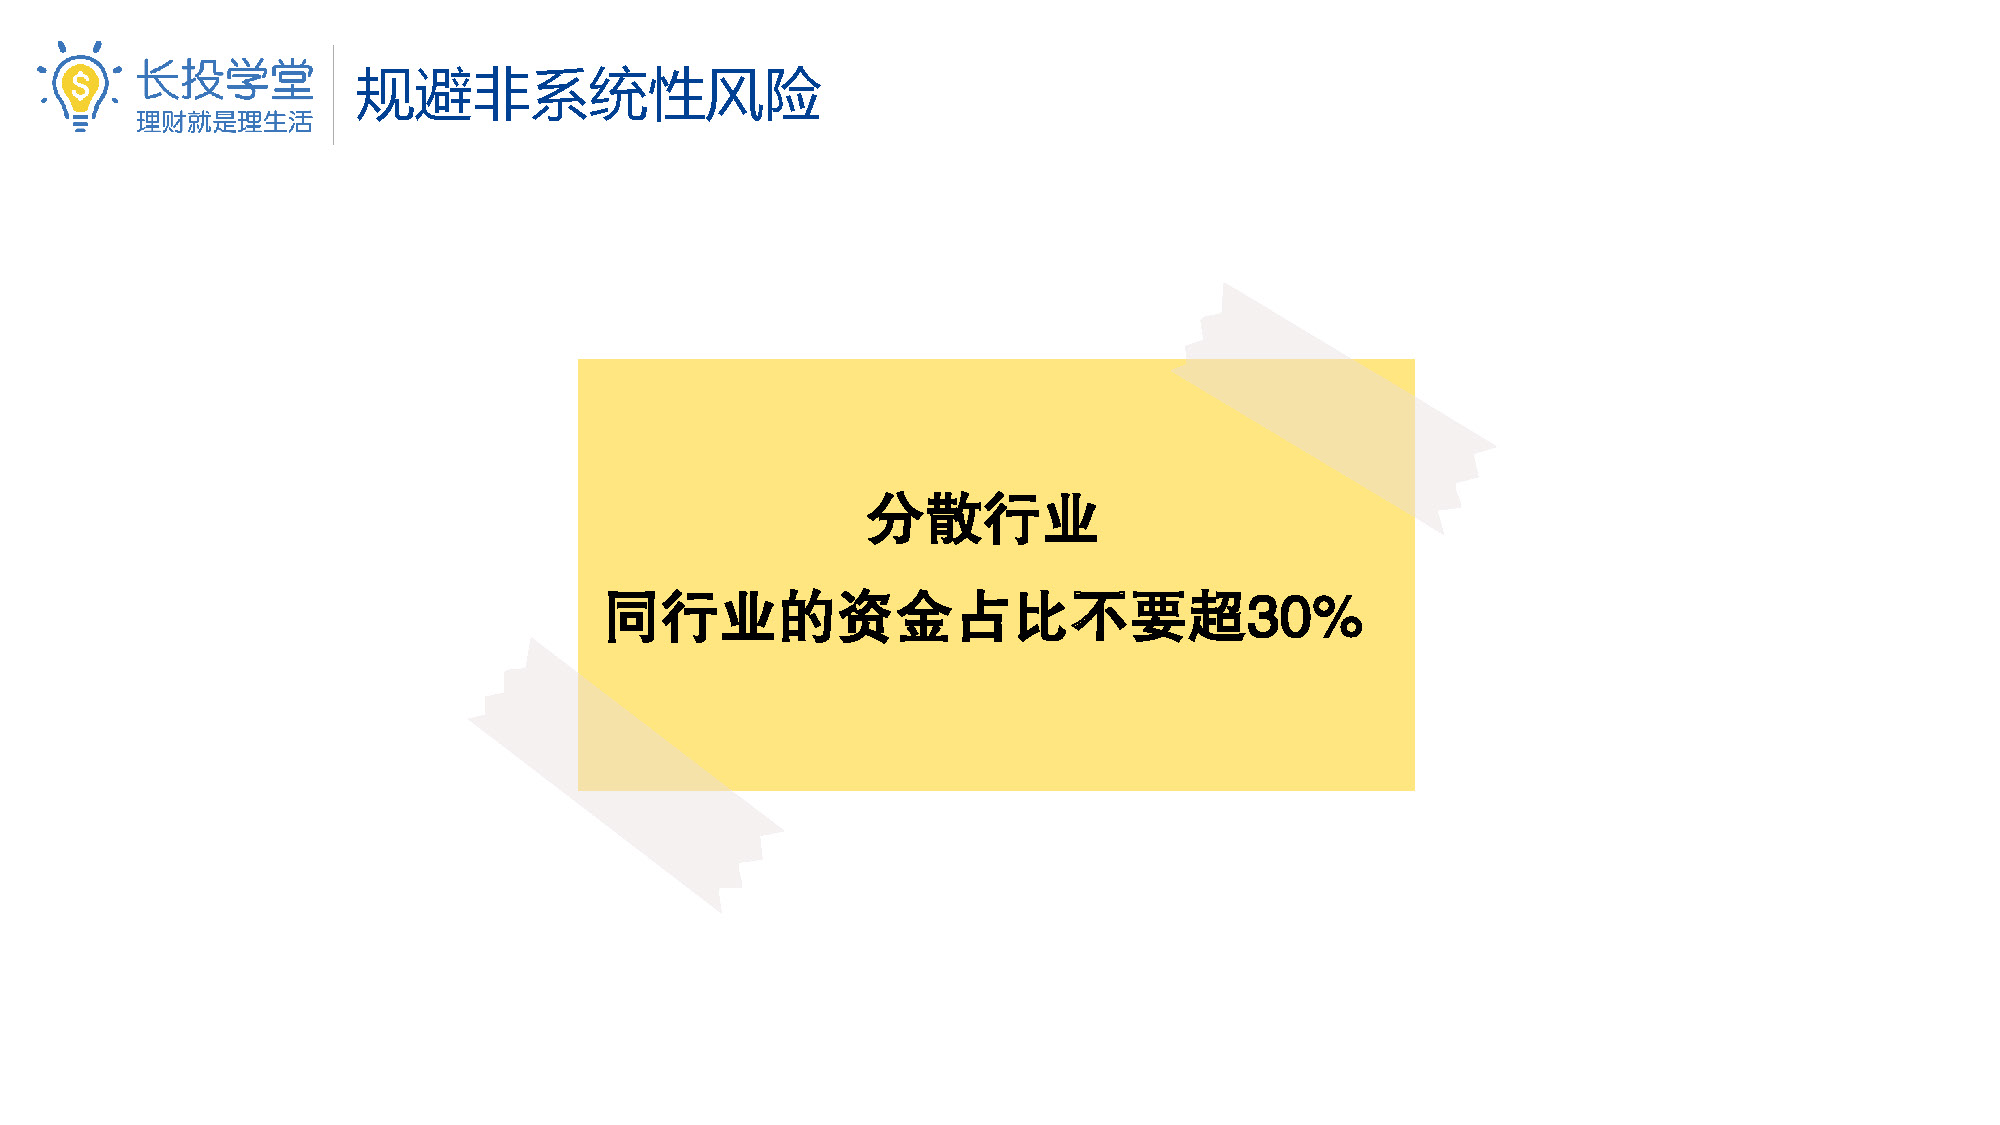 长投学堂
理财就是理生活
规避非系统性风险
分散行业
同行业的资金占比不要超30%